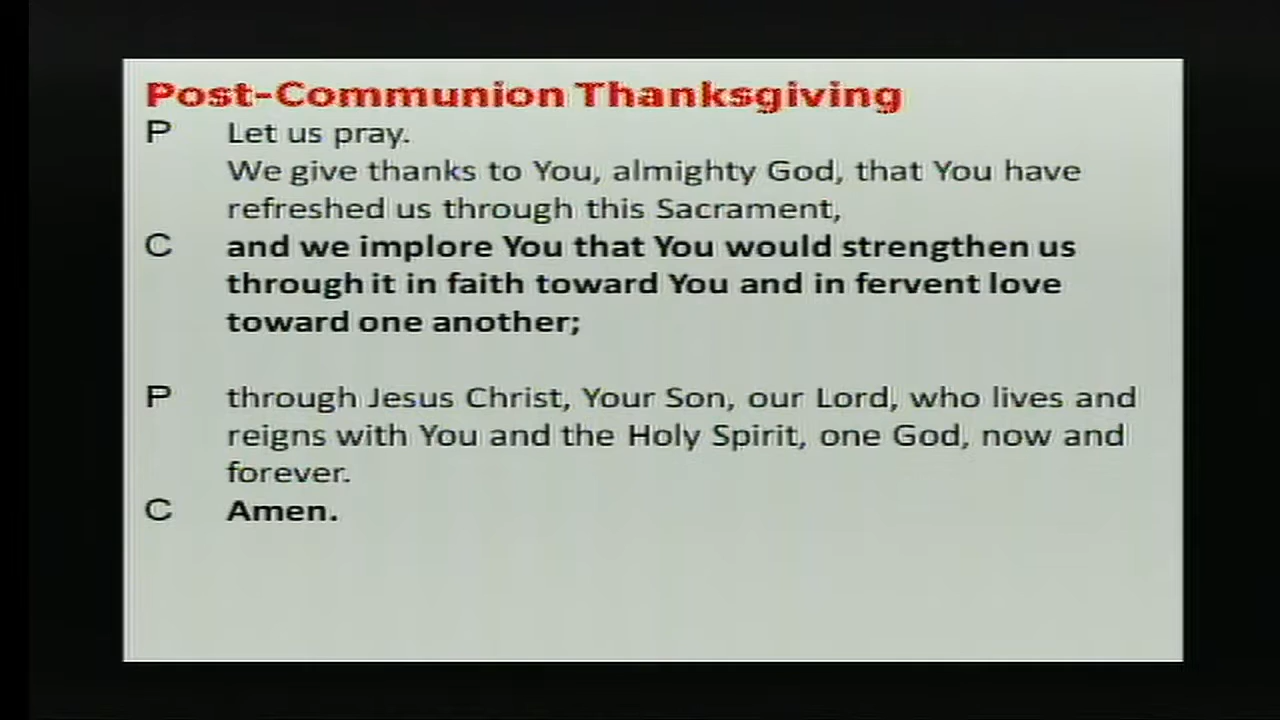 Post-Communion Thanksgiving
P Let us pray.
We give thanks to You, almighty God, that You have
refreshed us through this Sacrament,
C and we implore You that You would strengthen us
through it in faith toward You and in fervent love
toward one another;
P through Jesus Christ, Your Son, our Lord, who lives and
reigns with You and the Holy Spirit, one God, now and
forever.
C Amen.